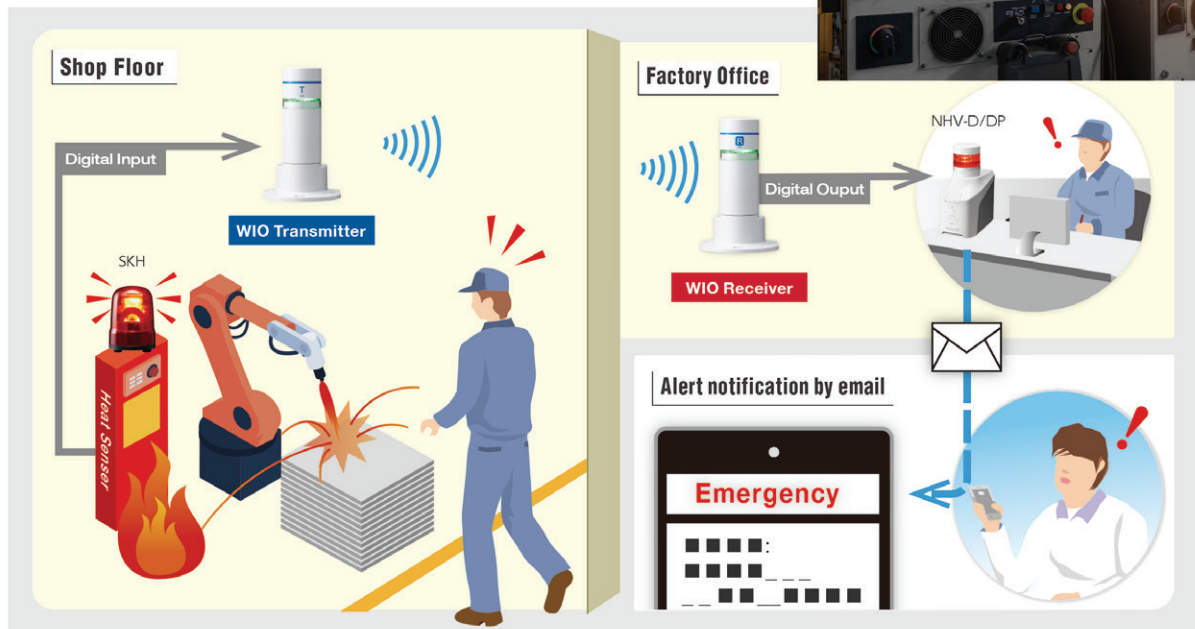 Shop Floor
Digital Input
T
WIO Transmitter
SKH
Heat Senser
Factory Office
R
Digital Ouput
NHV-D/DP
WIO Receiver
Alert notification by email
Emergency